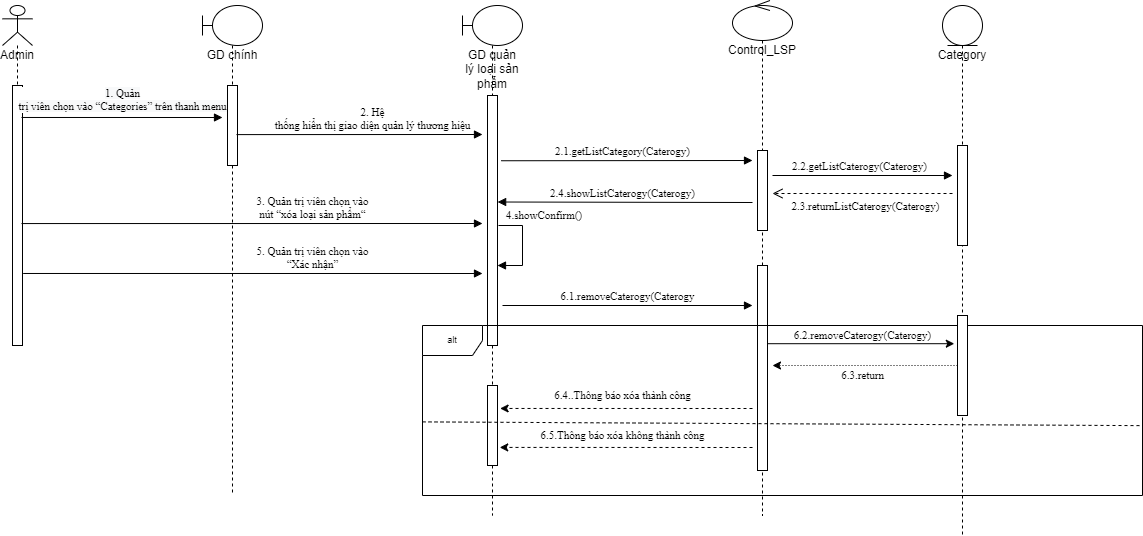 Admin
GD chính
GD quản
lý loại sản
phẩm
Control_LSP
Category
1. Quản
trị viên chọn vào “Categories” trên thanh menu
2. Hệ
thống hiển thị giao diện quản lý thương hiệu
2.1.getListCategory(Caterogy)
2.2.getListCaterogy(Caterogy)
2.4.showListCaterogy(Caterogy)
2.3.returnListCaterogy(Caterogy)
3. Quản trị viên chọn vào
nút “xóa loại sản phẩm“
4.showConfirm()
5. Quản trị viên chọn vào
“Xác nhận”
6.1.removeCaterogy(Caterogy
alt
6.2.removeCaterogy(Caterogy)
6.3.return
6.4..Thông báo xóa thành công
6.5.Thông báo xóa không thành công